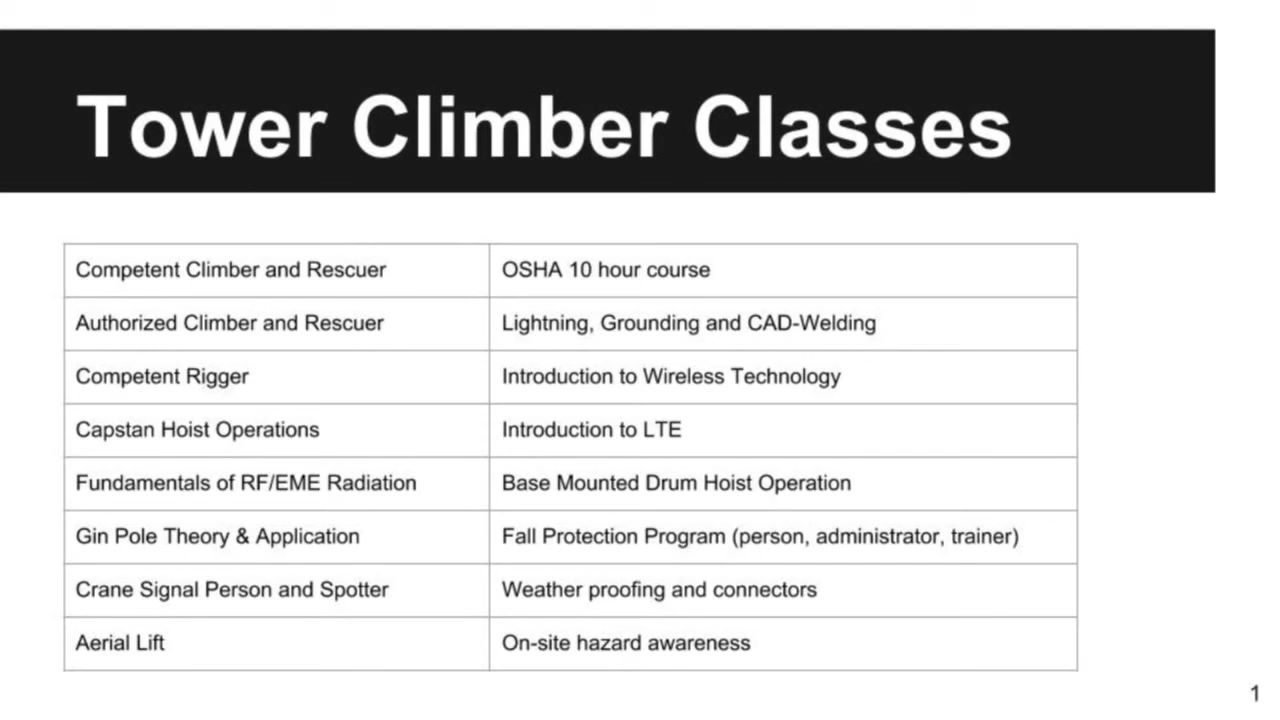 Tower Climber Classes
Competent Climber and Rescuer
OSHA 10 hour course
Authorized Climber and Rescuer
Lightning, Grounding and CAD-Welding
Competent Rigger
Introduction to Wireless Technology
Capstan Hoist Operations
Introduction to LTE
Fundamentals of RF/EME Radiation
Base Mounted Drum Hoist Operation
Gin Pole Theory & Application
Fall Protection Program (person, administrator, trainer)
Crane Signal Person and Spotter
Weather proofing and connectors
Aerial Lift
On-site hazard awareness
1